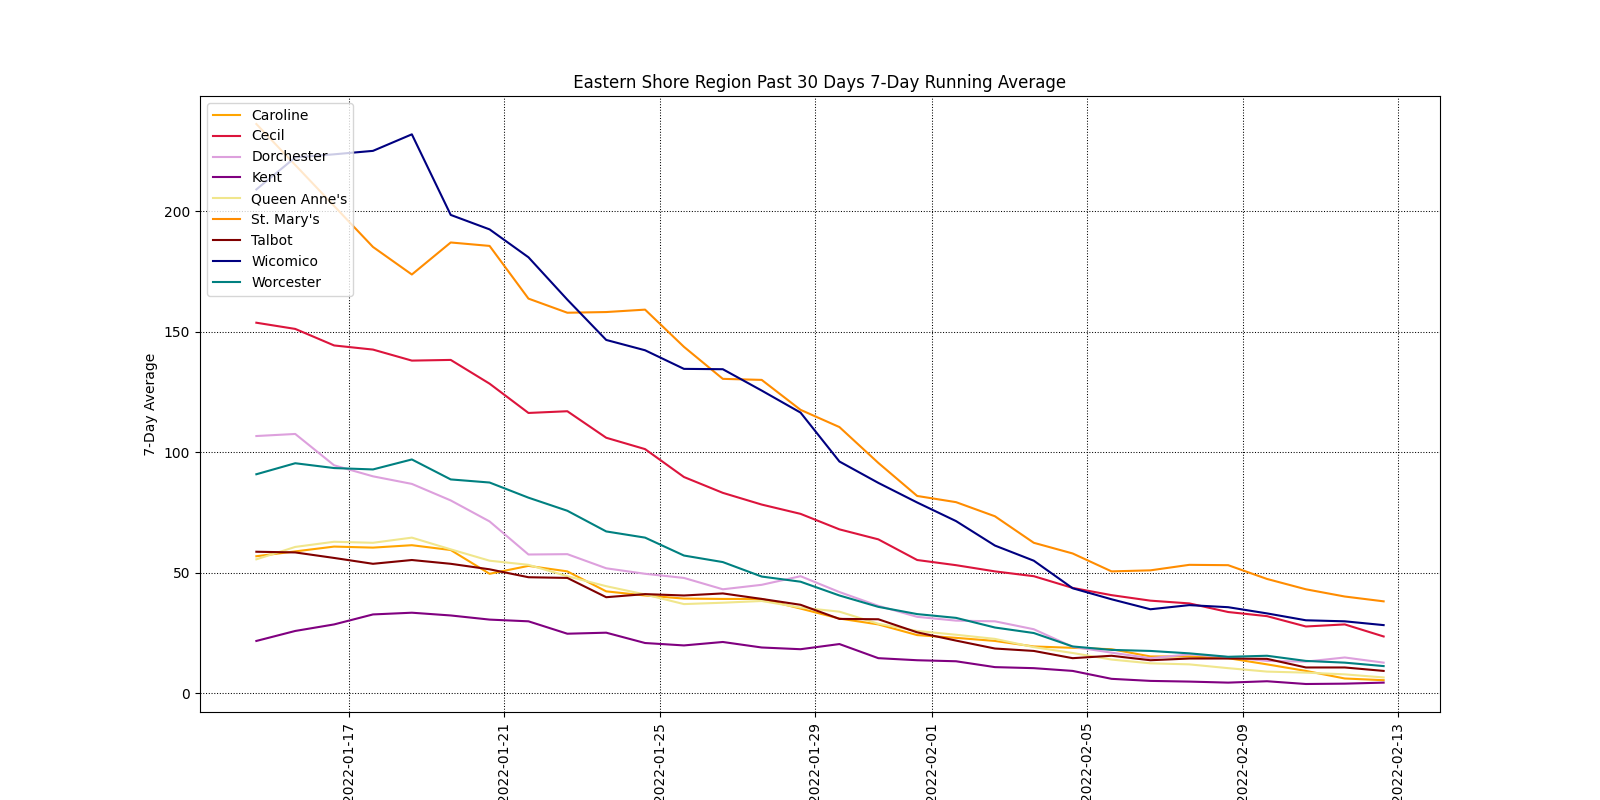 Eastern Shore Region Past 30 Days 7-Day Running Average
Caroline
Cecil
Dorchester
Kent
Queen Anne's
St. Mary's
Talbot
Wicomico
Worcester
7-Day Average
200
150
100
50
0
2022-01-17
2022-01-21
2022-01-25
2022-01-29
2022-02-01
2022-02-05
2022-02-09
2022-02-13